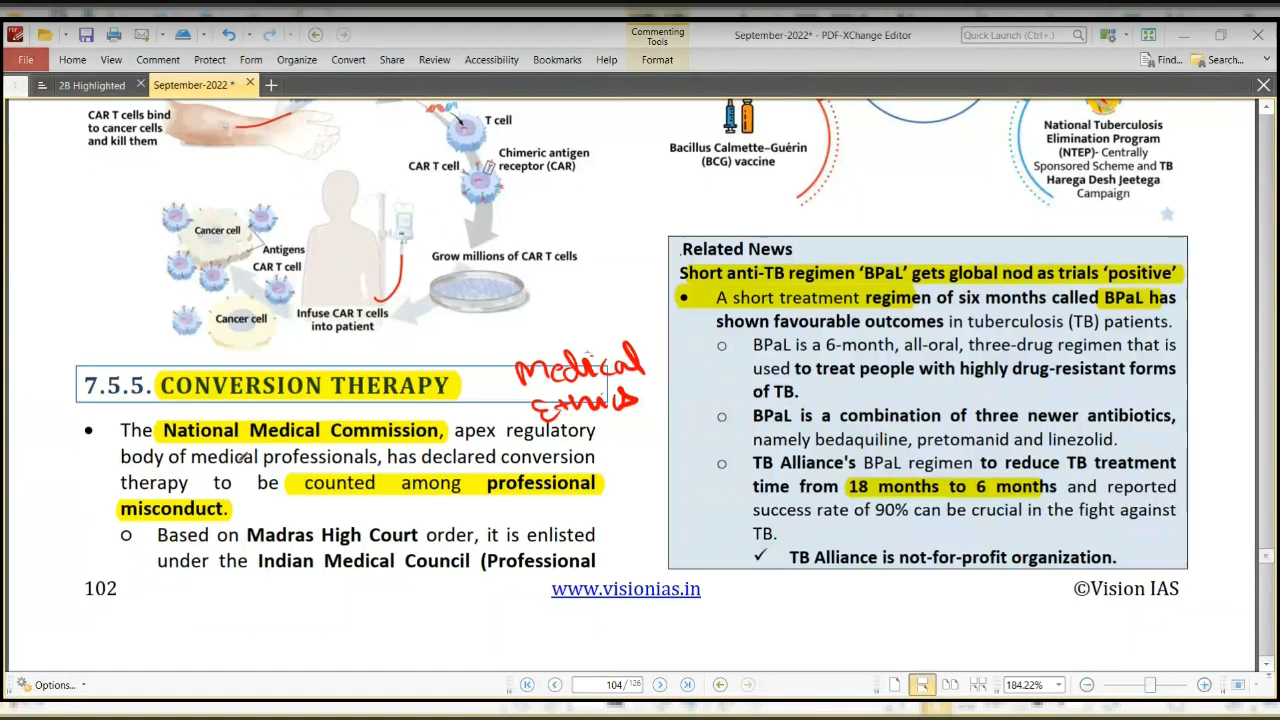 Commenting Tools
September-2022* - PDF-XChange Editor
Quick Launch (Ctrl+.)
File Home View Comment Protect Form Organize Convert Share Review Accessibility Bookmarks Help Format Find... Search...
2B Highlighted
September-2022 *
CAR T cells bind
to cancer cells
and kill them
T cell
CAR T cell
Chimeric antigen
receptor (CAR)
Cancer cell
Antigens
CAR T cell
Grow millions of CAR T cells
Cancer cell
Infuse CAR T cells
into patient
Medical
Ethics
7.5.5. CONVERSION THERAPY
• The National Medical Commission, apex regulatory
body of medical professionals, has declared conversion
therapy to be counted among professional
misconduct.
o Based on Madras High Court order, it is enlisted
under the Indian Medical Council (Professional
Bacillus Calmette–Guérin
(BCG) vaccine
National Tuberculosis
Elimination Program
(NTEP)- Centrally
Sponsored Scheme and TB
Harega Desh Jeetega
Campaign
Related News
Short anti-TB regimen ‘BPaL’ gets global nod as trials ‘positive’
• A short treatment regimen of six months called BPaL has
shown favourable outcomes in tuberculosis (TB) patients.
o BPaL is a 6-month, all-oral, three-drug regimen that is
used to treat people with highly drug-resistant forms
of TB.
o BPaL is a combination of three newer antibiotics,
namely bedaquiline, pretomanid and linezolid.
o TB Alliance's BPaL regimen to reduce TB treatment
time from 18 months to 6 months and reported
success rate of 90% can be crucial in the fight against
TB.
✓ TB Alliance is not-for-profit organization.
102
www.visionias.in
©Vision IAS
Options...
104 / 126
184.22%